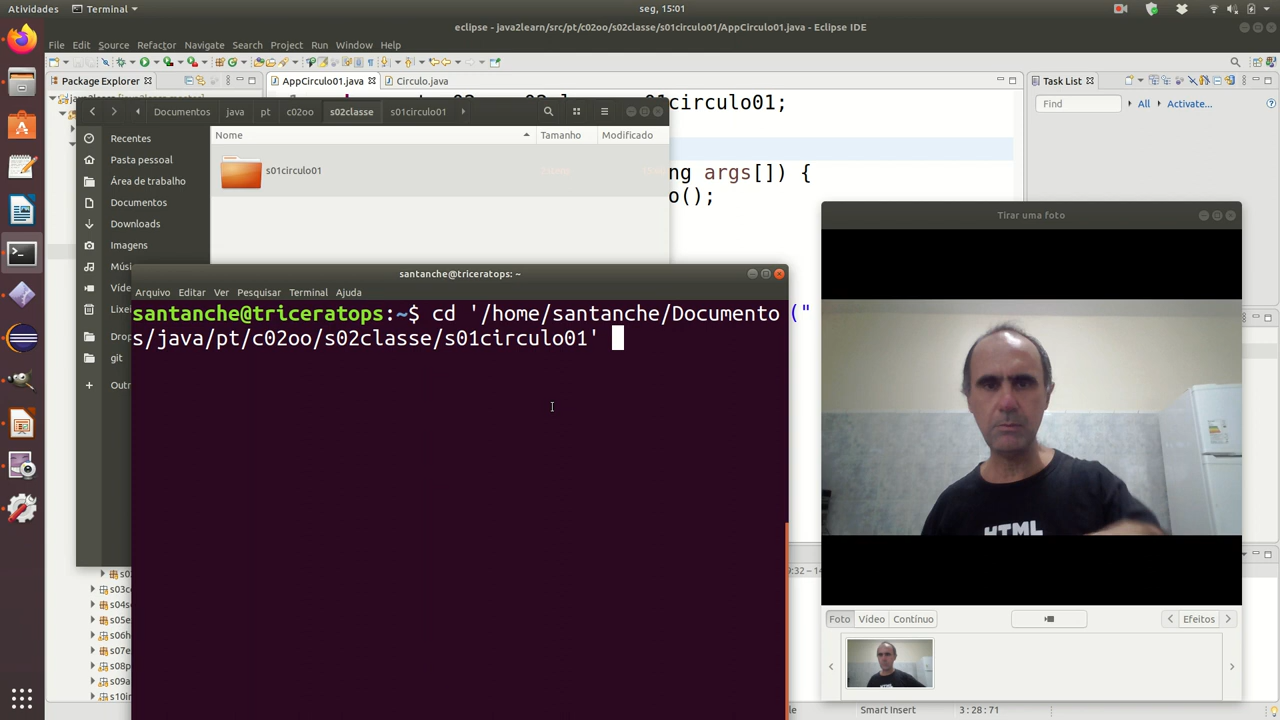 Atividades
Terminal
seg, 15:01
eclipse - java2learn/src/pt/c02oo/s02classe/s01circulo01/AppCirculo01.java - Eclipse IDE
File Edit Source Refactor Navigate Search Project Run Window Help
Package Explorer
AppCirculo01.java
Circulo.java
Task List
Find
All
Activate...
circulo01;
ng args[]) {
o();
("
Documentos java pt c02oo s02classe s01circulo01
Nome
Tamanho
Modificado
s01circulo01
Recentes
Pasta pessoal
Área de trabalho
Documentos
Downloads
Imagens
santanche@triceratops: ~
Arquivo Editar Ver Pesquisar Terminal Ajuda
santanche@triceratops:~$ cd '/home/santanche/Documento
s/java/pt/c02oo/s02classe/s01circulo01'
Tirar uma foto
HTML
Foto
Vídeo
Contínuo
Efeitos
git
Smart Insert
3 : 28 : 71